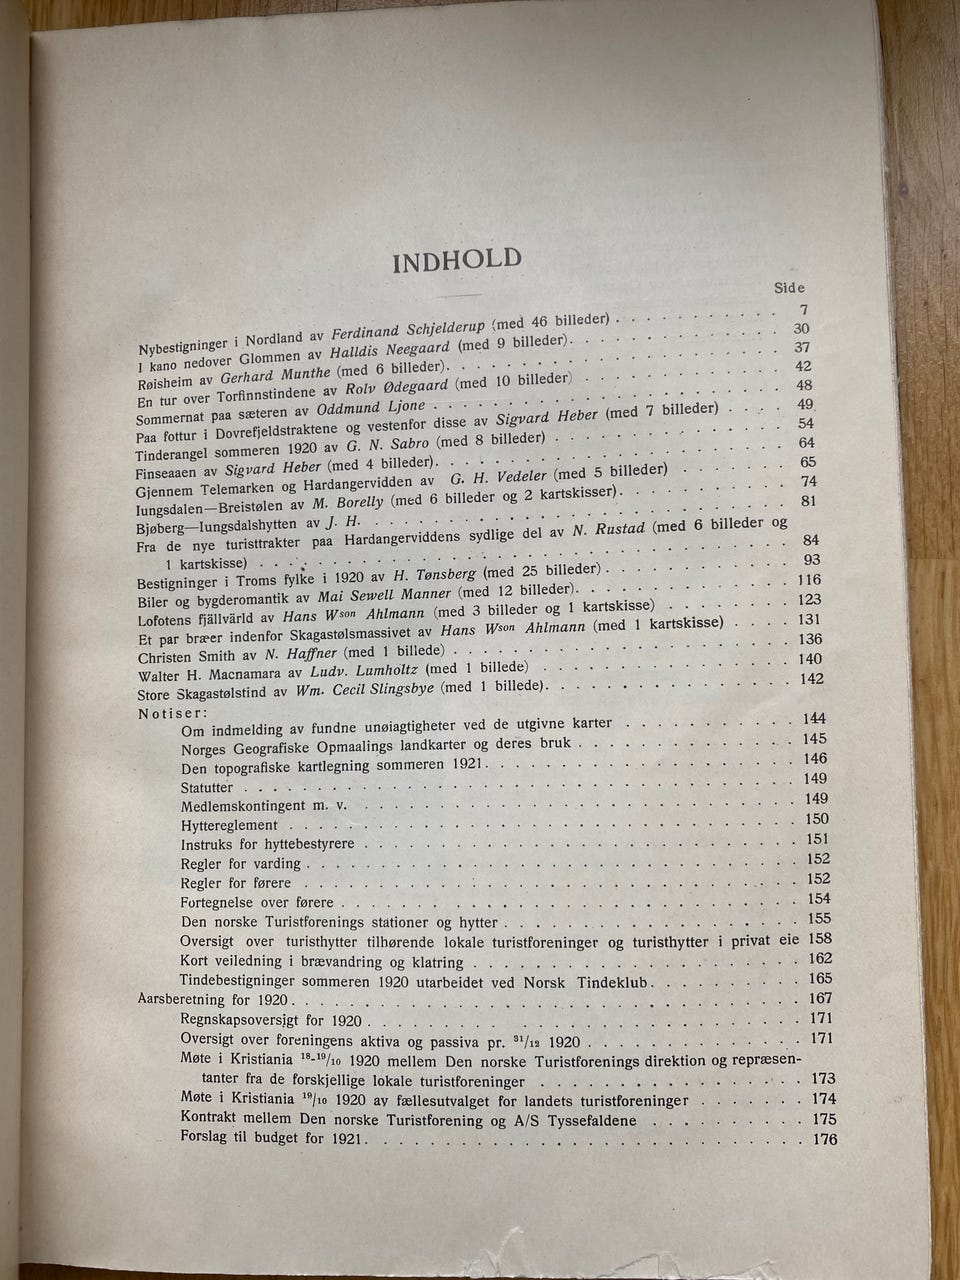 INDHOLD
Side
Nybestigninger i Nordland av Ferdinand Schjelderup (med 46 billeder) . . . . . . . . . . 7
I kano nedover Glommen av Halldis Neegaard (med 9 billeder). . . . . . . . . . . 30
Røisheim av Gerhard Munthe (med 6 billeder). . . . . . . . . . . . . . . . . 37
En tur over Torfinnstindene av Rolv Ødegaard (med 10 billeder) . . . . . . . . . . . 42
Sommernat paa sæteren av Oddmund Ljone . . . . . . . . . . . . . . . . . 48
Paa fottur i Dovrefjeldstraktene og vestenfor disse av Sigvard Heber (med 7 billeder) . . . . 49
Tinderangel sommeren 1920 av G. N. Sabro (med 8 billeder) . . . . . . . . . . . . 54
Finseaaen av Sigvard Heber (med 4 billeder). . . . . . . . . . . . . . . . . . 64
Gjennem Telemarken og Hardangervidden av G. H. Vedeler (med 5 billeder) . . . . . . . 65
Iungsdalen—Breistølen av M. Borelly (med 6 billeder og 2 kartskisser). . . . . . . . . 74
Bjøberg—Iungsdalshytten av J. H. . . . . . . . . . . . . . . . . . . . . . 81
Fra de nye turisttrakter paa Hardangerviddens sydlige del av N. Rustad (med 6 billeder og
1 kartskisse) . . . . . . . . . . . . . . . . . . . . . . . . . . . 84
Bestigninger i Troms fylke i 1920 av H. Tønsberg (med 25 billeder). . . . . . . . . . 93
Biler og bygderomantik av Mai Sewell Manner (med 12 billeder). . . . . . . . . . . 116
Lofotens fjällvärld av Hans Wson Ahlmann (med 3 billeder og 1 kartskisse) . . . . . . . 123
Et par bræer indenfor Skagastølsmassivet av Hans Wson Ahlmann (med 1 kartskisse) . . . . 131
Christen Smith av N. Haffner (med 1 billede) . . . . . . . . . . . . . . . . . 136
Walter H. Macnamara av Ludv. Lumholtz (med 1 billede) . . . . . . . . . . . . . 140
Store Skagastølstind av Wm. Cecil Slingsbye (med 1 billede). . . . . . . . . . . . . 142
Notiser:
Om indmelding av fundne unøiagtigheter ved de utgivne karter . . . . . . . . . 144
Norges Geografiske Opmaalings landkarter og deres bruk . . . . . . . . . . . . 145
Den topografiske kartlegning sommeren 1921. . . . . . . . . . . . . . . . . 146
Statutter . . . . . . . . . . . . . . . . . . . . . . . . . . . . . 149
Medlemskontingent m. v. . . . . . . . . . . . . . . . . . . . . . . . 149
Hyttereglement . . . . . . . . . . . . . . . . . . . . . . . . . . . 150
Instruks for hyttebestyrere . . . . . . . . . . . . . . . . . . . . . . . 151
Regler for varding . . . . . . . . . . . . . . . . . . . . . . . . . . 152
Regler for førere . . . . . . . . . . . . . . . . . . . . . . . . . . 152
Fortegnelse over førere . . . . . . . . . . . . . . . . . . . . . . . . 154
Den norske Turistforenings stationer og hytter . . . . . . . . . . . . . . . . 155
Oversigt over turisthytter tilhørende lokale turistforeninger og turisthytter i privat eie 158
Kort veiledning i brævandring og klatring . . . . . . . . . . . . . . . . . . 162
Tindebestigninger sommeren 1920 utarbeidet ved Norsk Tindeklub. . . . . . . . . 165
Aarsberetning for 1920. . . . . . . . . . . . . . . . . . . . . . . . . . 167
Regnskapsoversigt for 1920 . . . . . . . . . . . . . . . . . . . . . . . 171
Oversigt over foreningens aktiva og passiva pr. 31/12 1920 . . . . . . . . . . . . 171
Møte i Kristiania 18-19/10 1920 mellem Den norske Turistforenings direktion og repræsen-
tanter fra de forskjellige lokale turistforeninger . . . . . . . . . . . . . . 173
Møte i Kristiania 19/10 1920 av fællesutvalget for landets turistforeninger . . . . . . . 174
Kontrakt mellem Den norske Turistforening og A/S Tyssefaldene . . . . . . . . . . 175
Forslag til budget for 1921. . . . . . . . . . . . . . . . . . . . . . . 176